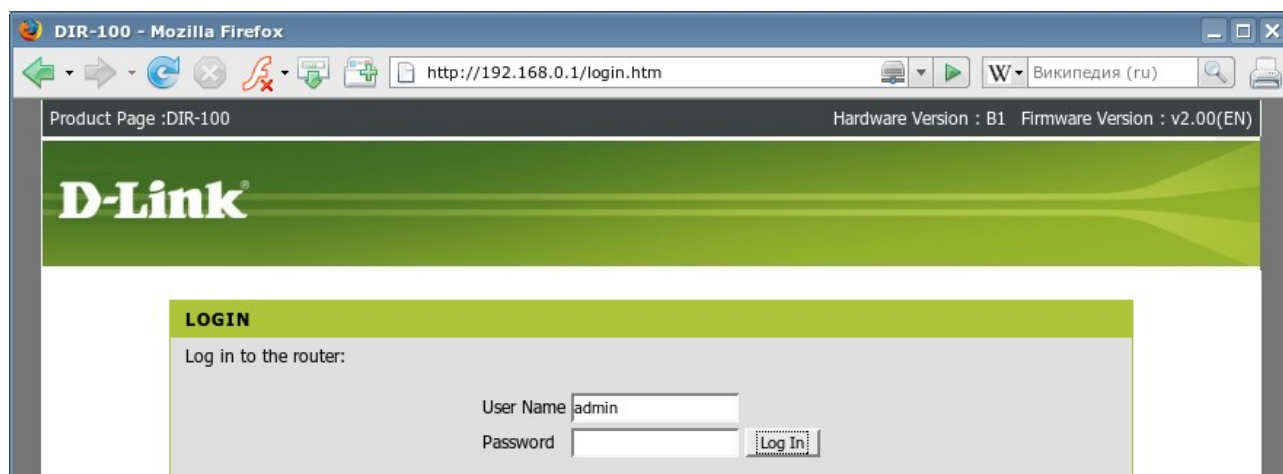 DIR-100 - Mozilla Firefox
http://192.168.0.1/login.htm W Википедия (ru)
Product Page :DIR-100 Hardware Version : B1 Firmware Version : v2.00(EN)
D-Link®
LOGIN
Log in to the router:
User Name admin
Password Log In